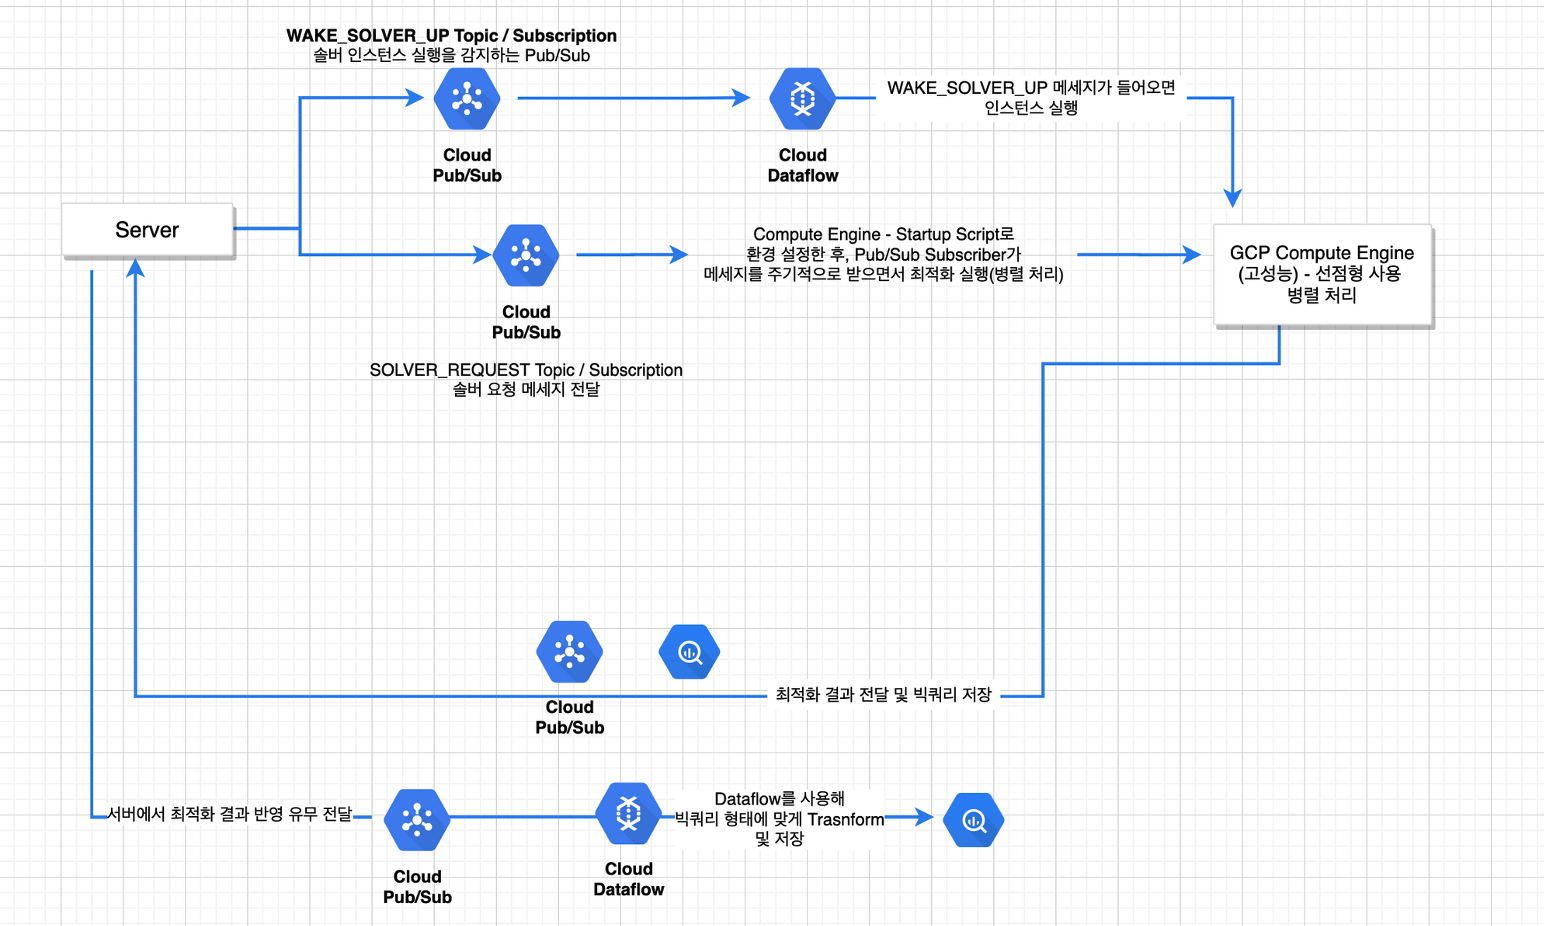 WAKE_SOLVER_UP Topic / Subscription
솔버 인스턴스 실행을 감지하는 Pub/Sub
Cloud
Pub/Sub
Cloud
Dataflow
WAKE_SOLVER_UP 메세지가 들어오면
인스턴스 실행
Server
Cloud
Pub/Sub
SOLVER_REQUEST Topic / Subscription
솔버 요청 메세지 전달
Compute Engine - Startup Script로
환경 설정한 후, Pub/Sub Subscriber가
메세지를 주기적으로 받으면서 최적화 실행(병렬 처리)
GCP Compute Engine
(고성능) - 선점형 사용
병렬 처리
Cloud
Pub/Sub
최적화 결과 전달 및 빅쿼리 저장
서버에서 최적화 결과 반영 유무 전달
Cloud
Pub/Sub
Cloud
Dataflow
Dataflow를 사용해
빅쿼리 형태에 맞게 Trasnform
및 저장